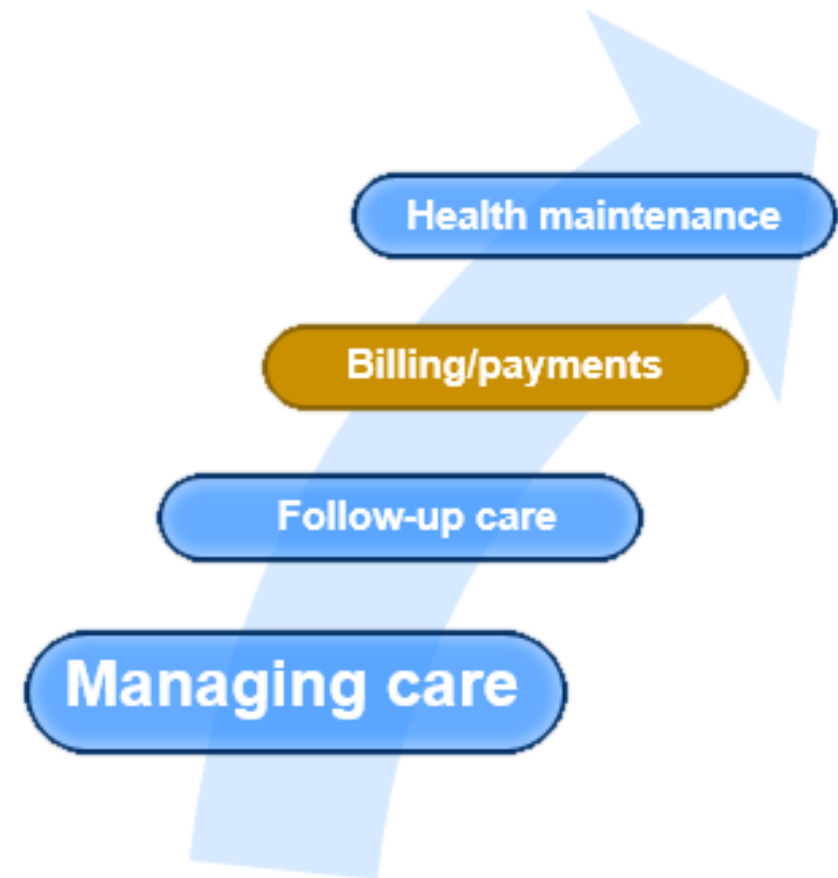 Health maintenance
Billing/payments
Follow-up care
Managing care